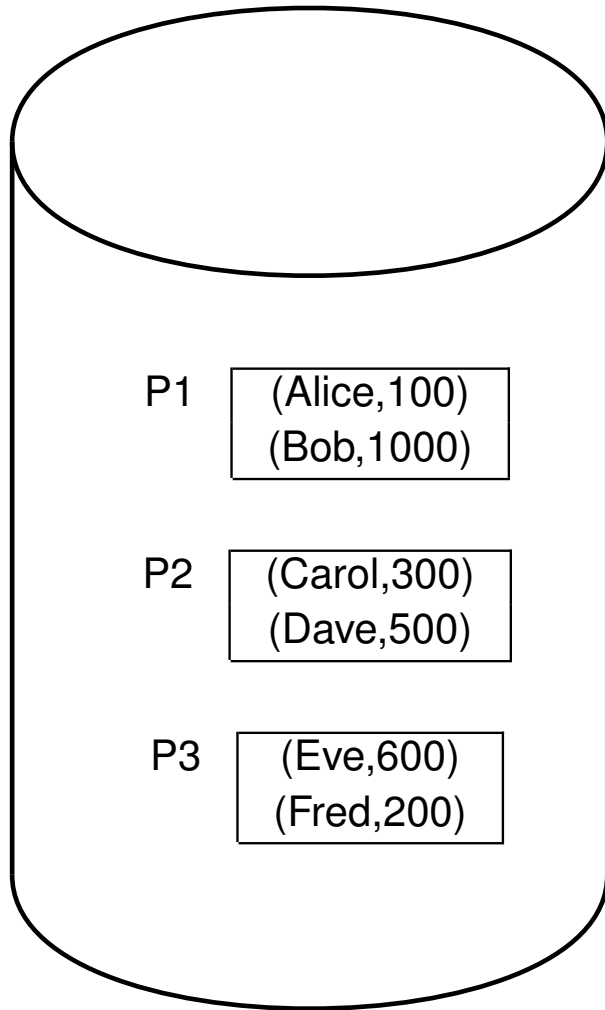 P1 (Alice,100)
(Bob,1000)
P2 (Carol,300)
(Dave,500)
P3 (Eve,600)
(Fred,200)